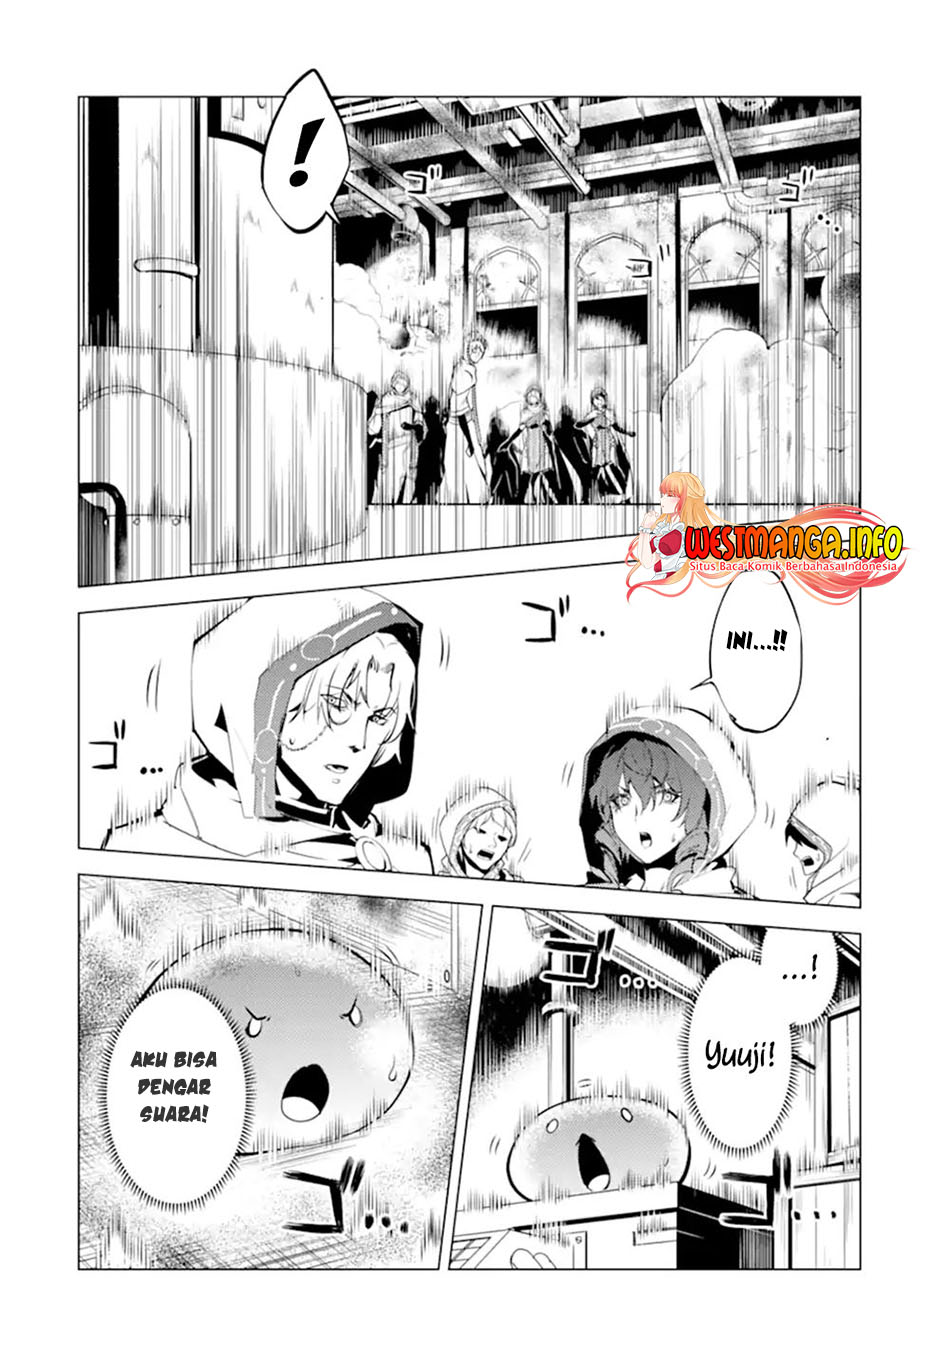 !
ゴ
ゴ...
ゴ
WESTMANGA.INFO
Situs Baca Komik Berbahasa Indonesia
INI...!!
ゴ...
ゴ...
...!
Yuuji!
ゴ...
ゴ....
AKU BISA
DENGAR
SUARA!
ゴ...